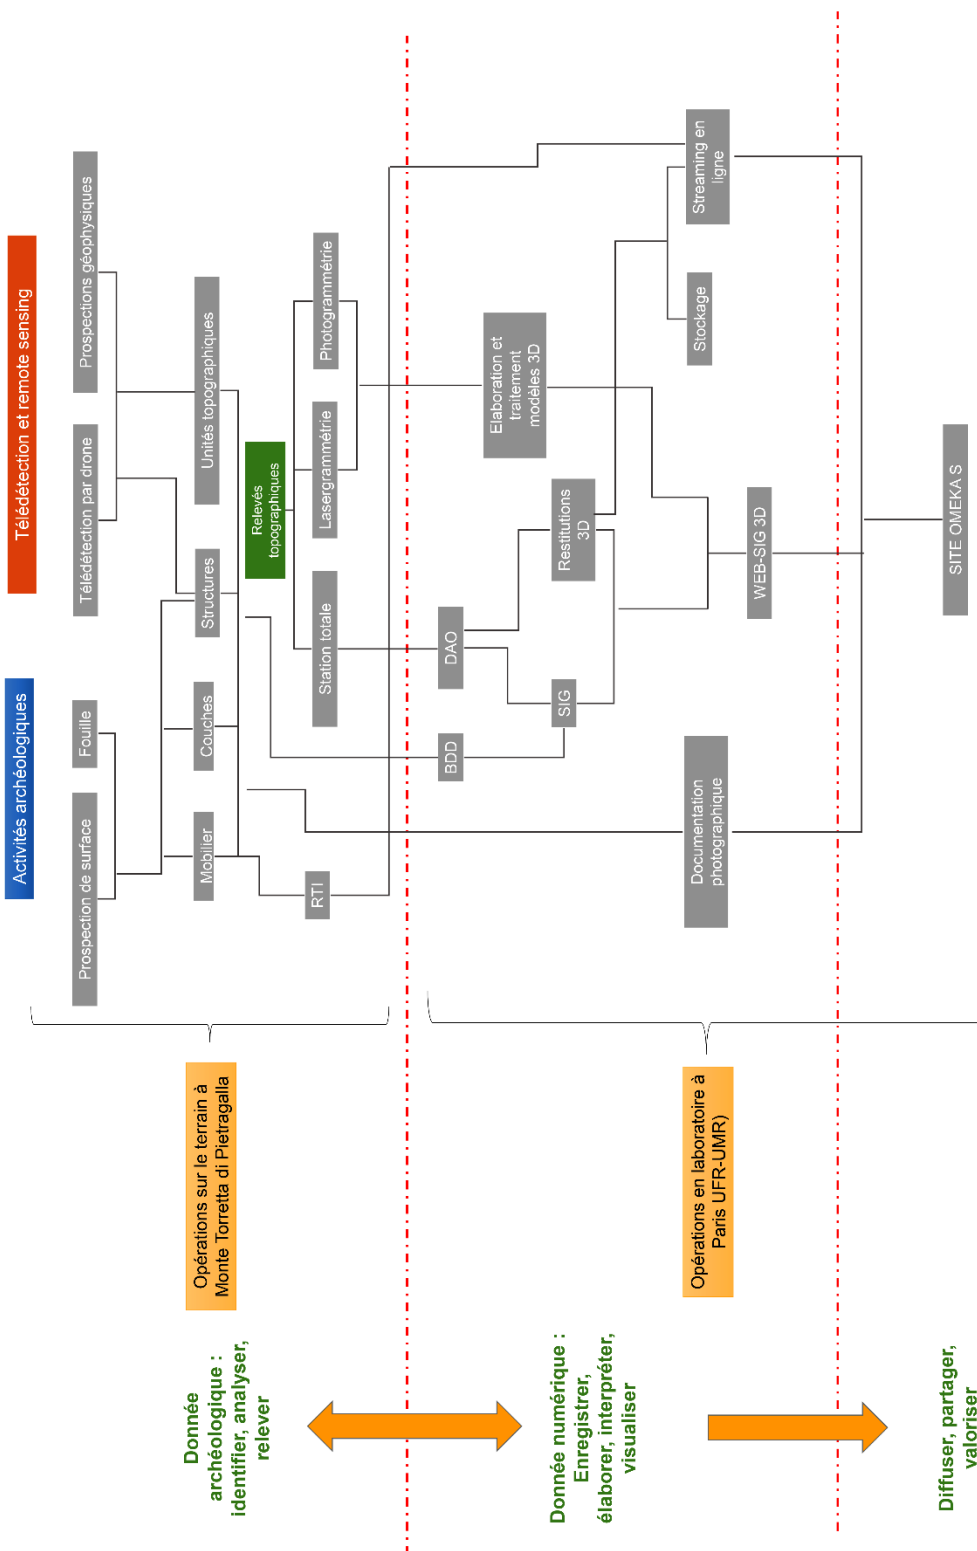 Activités archéologiques
Télédétection et remote sensing
Prospection de surface
Fouille
Télédétection par drone
Prospections géophysiques
Mobilier
Couches
Structures
Unités topographiques
Relevés
topographiques
RTI
Station totale
Lasergrammétrie
Photogrammétrie
BDD
DAO
Elaboration et
traitement
modèles 3D
SIG
Restitutions
3D
Documentation
photographique
Stockage
Streaming en
ligne
WEB-SIG 3D
SITE OMEKA S
Opérations sur le terrain à
Monte Torretta di Pietragalla
Opérations en laboratoire à
Paris UFR-UMR)
Donnée
archéologique :
identifier, analyser,
relever
Donnée numérique :
Enregistrer,
élaborer, interpréter,
visualiser
Diffuser, partager,
valoriser